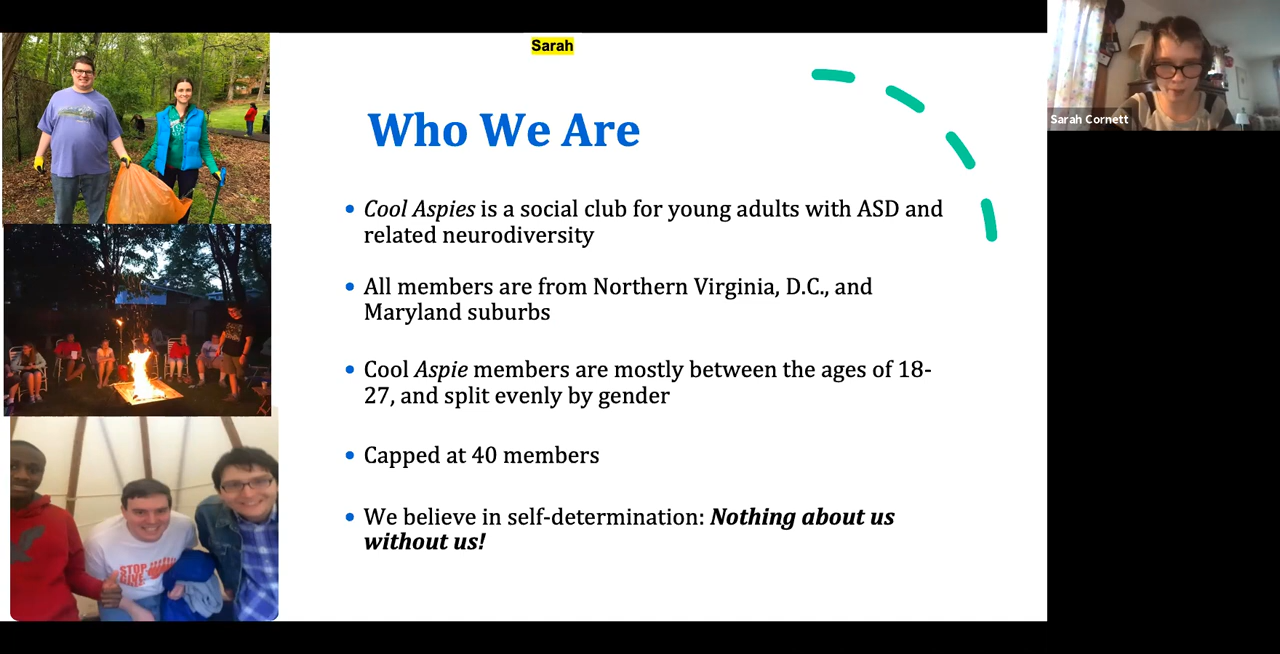 Sarah
Sarah Cornett
Who We Are
• Cool Aspies is a social club for young adults with ASD and
related neurodiversity
• All members are from Northern Virginia, D.C., and
Maryland suburbs
• Cool Aspie members are mostly between the ages of 18-
27, and split evenly by gender
• Capped at 40 members
• We believe in self-determination: Nothing about us
without us!
STOP